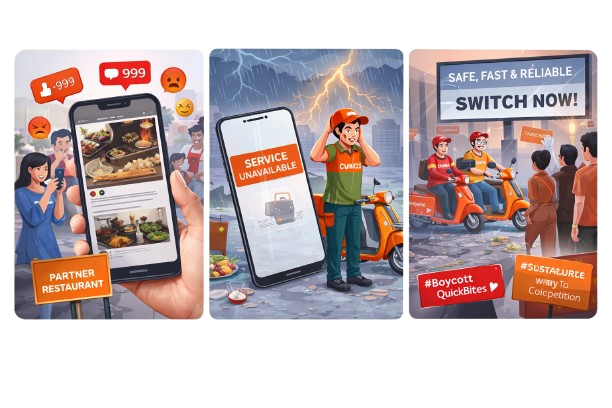 -999
999
PARTNER
RESTAURANT
SERVICE
UNAVAILABLE
SAFE, FAST & RELIABLE
SWITCH NOW!
#Boycott
QuickBites